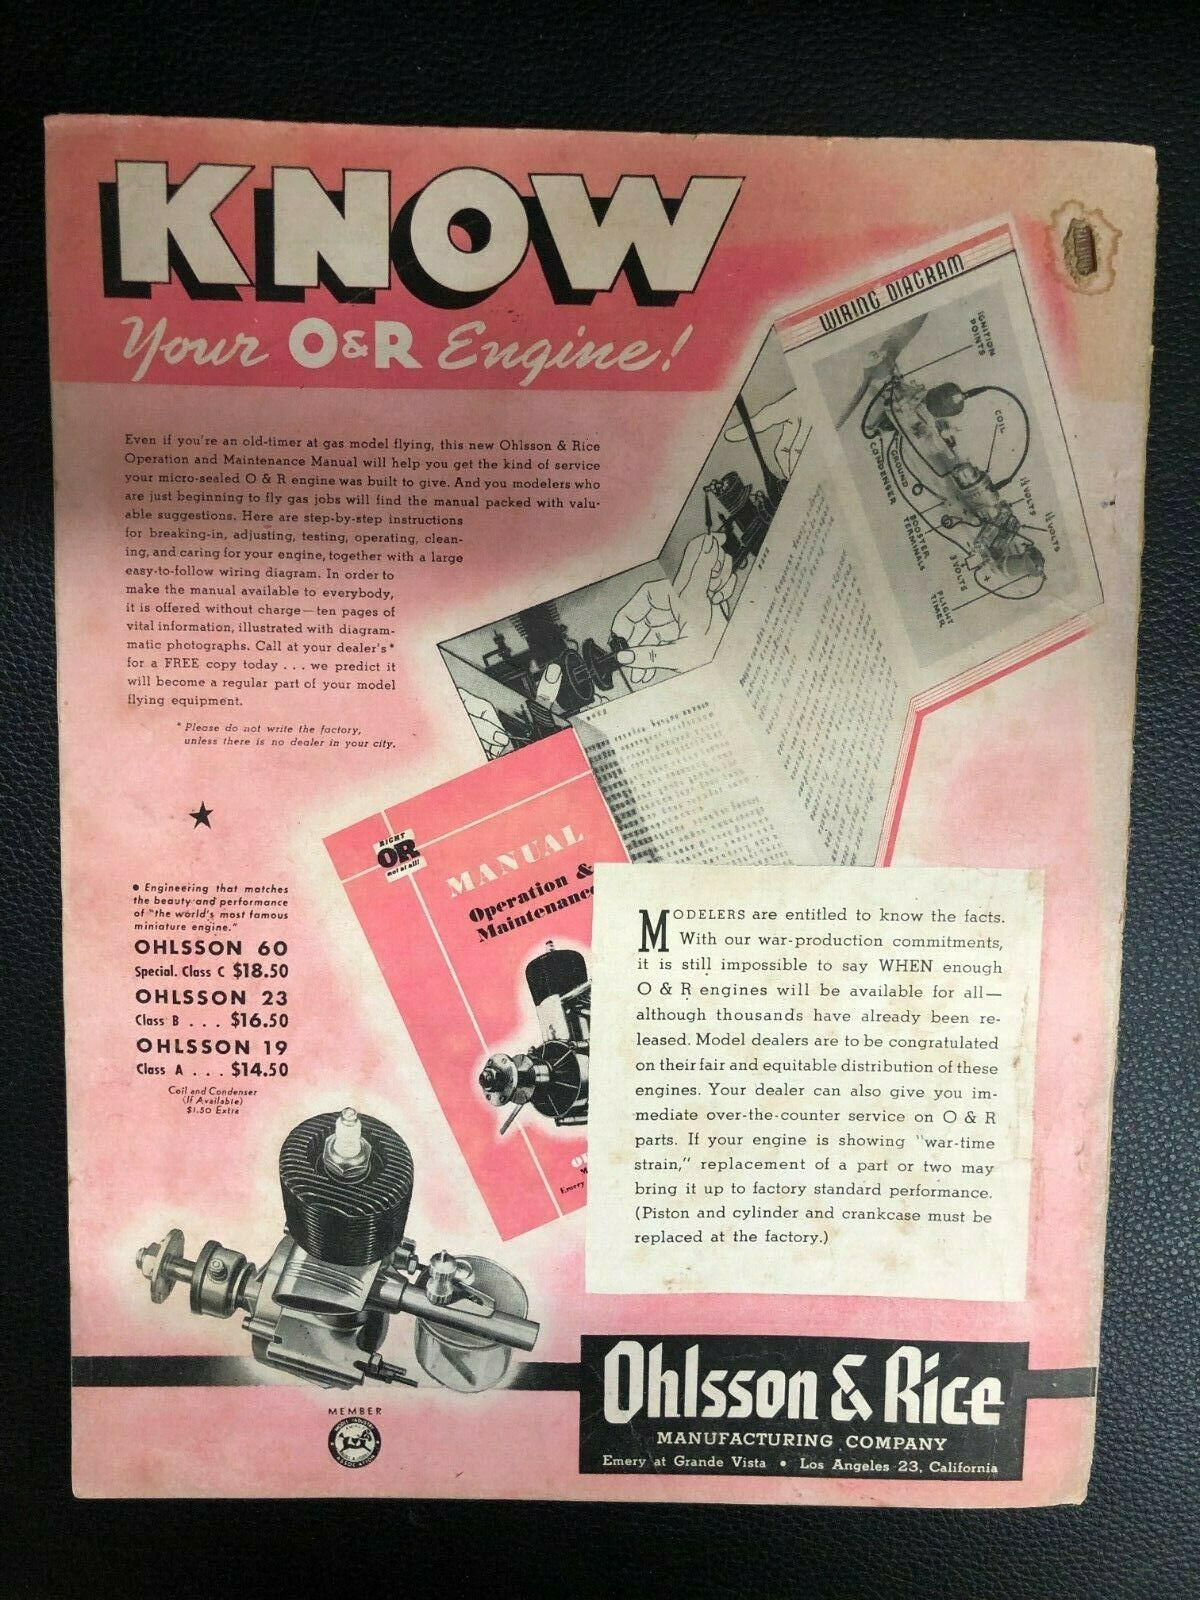 KNOW
Your O&R Engine!
Even if you're an old-timer at gas model flying, this new Ohlsson & Rice
Operation and Maintenance Manual will help you get the kind of service
your micro-sealed O & R engine was built to give. And you modelers who
are just beginning to fly gas jobs will find the manual packed with valu-
able suggestions. Here are step-by-step instructions
for breaking-in, adjusting, testing, operating, clean-
ing, and caring for your engine, together with a large
easy-to-follow wiring diagram. In order to
make the manual available to everybody,
it is offered without charge—ten pages of
vital information, illustrated with diagram-
matic photographs. Call at your dealer's*
for a FREE copy today . . . we predict it
will become a regular part of your model
flying equipment.
* Please do not write the factory,
unless there is no dealer in your city.
WIRING DIAGRAM
IGNITION
POINTS
COIL
CONDENSER
GROUND
BOOSTER
TERMINALS
1½ VOLTS
1½ VOLTS
3 VOLTS
FLIGHT
TIMER
RIGHT
OR
not at all!
MANUAL
Operation &
Maintenance
Emery
• Engineering that matches
the beauty and performance
of "the world's most famous
miniature engine."
OHLSSON 60
Special. Class C $18.50
OHLSSON 23
Class B . . . $16.50
OHLSSON 19
Class A . . . $14.50
Coil and Condenser
(If Available)
$1.50 Extra
MODELERS are entitled to know the facts.
With our war-production commitments,
it is still impossible to say WHEN enough
O & R engines will be available for all—
although thousands have already been re-
leased. Model dealers are to be congratulated
on their fair and equitable distribution of these
engines. Your dealer can also give you im-
mediate over-the-counter service on O & R
parts. If your engine is showing "war-time
strain," replacement of a part or two may
bring it up to factory standard performance.
(Piston and cylinder and crankcase must be
replaced at the factory.)
MEMBER
MODEL INDUSTRY
ASSOCIATION
Ohlsson & Rice
MANUFACTURING COMPANY
Emery at Grande Vista • Los Angeles 23, California